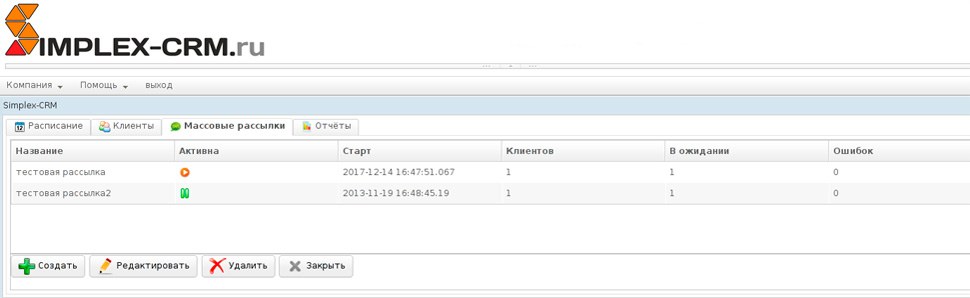 SIMPLEX-CRM.ru
Компания Помощь выход
Simplex-CRM
12 Расписание Клиенты Массовые рассылки Отчёты
Название Активна Старт Клиентов В ожидании Ошибок
тестовая рассылка 2017-12-14 16:47:51.067 1 1 0
тестовая рассылка2 2013-11-19 16:48:45.19 1 1 0
Создать Редактировать Удалить Закрыть